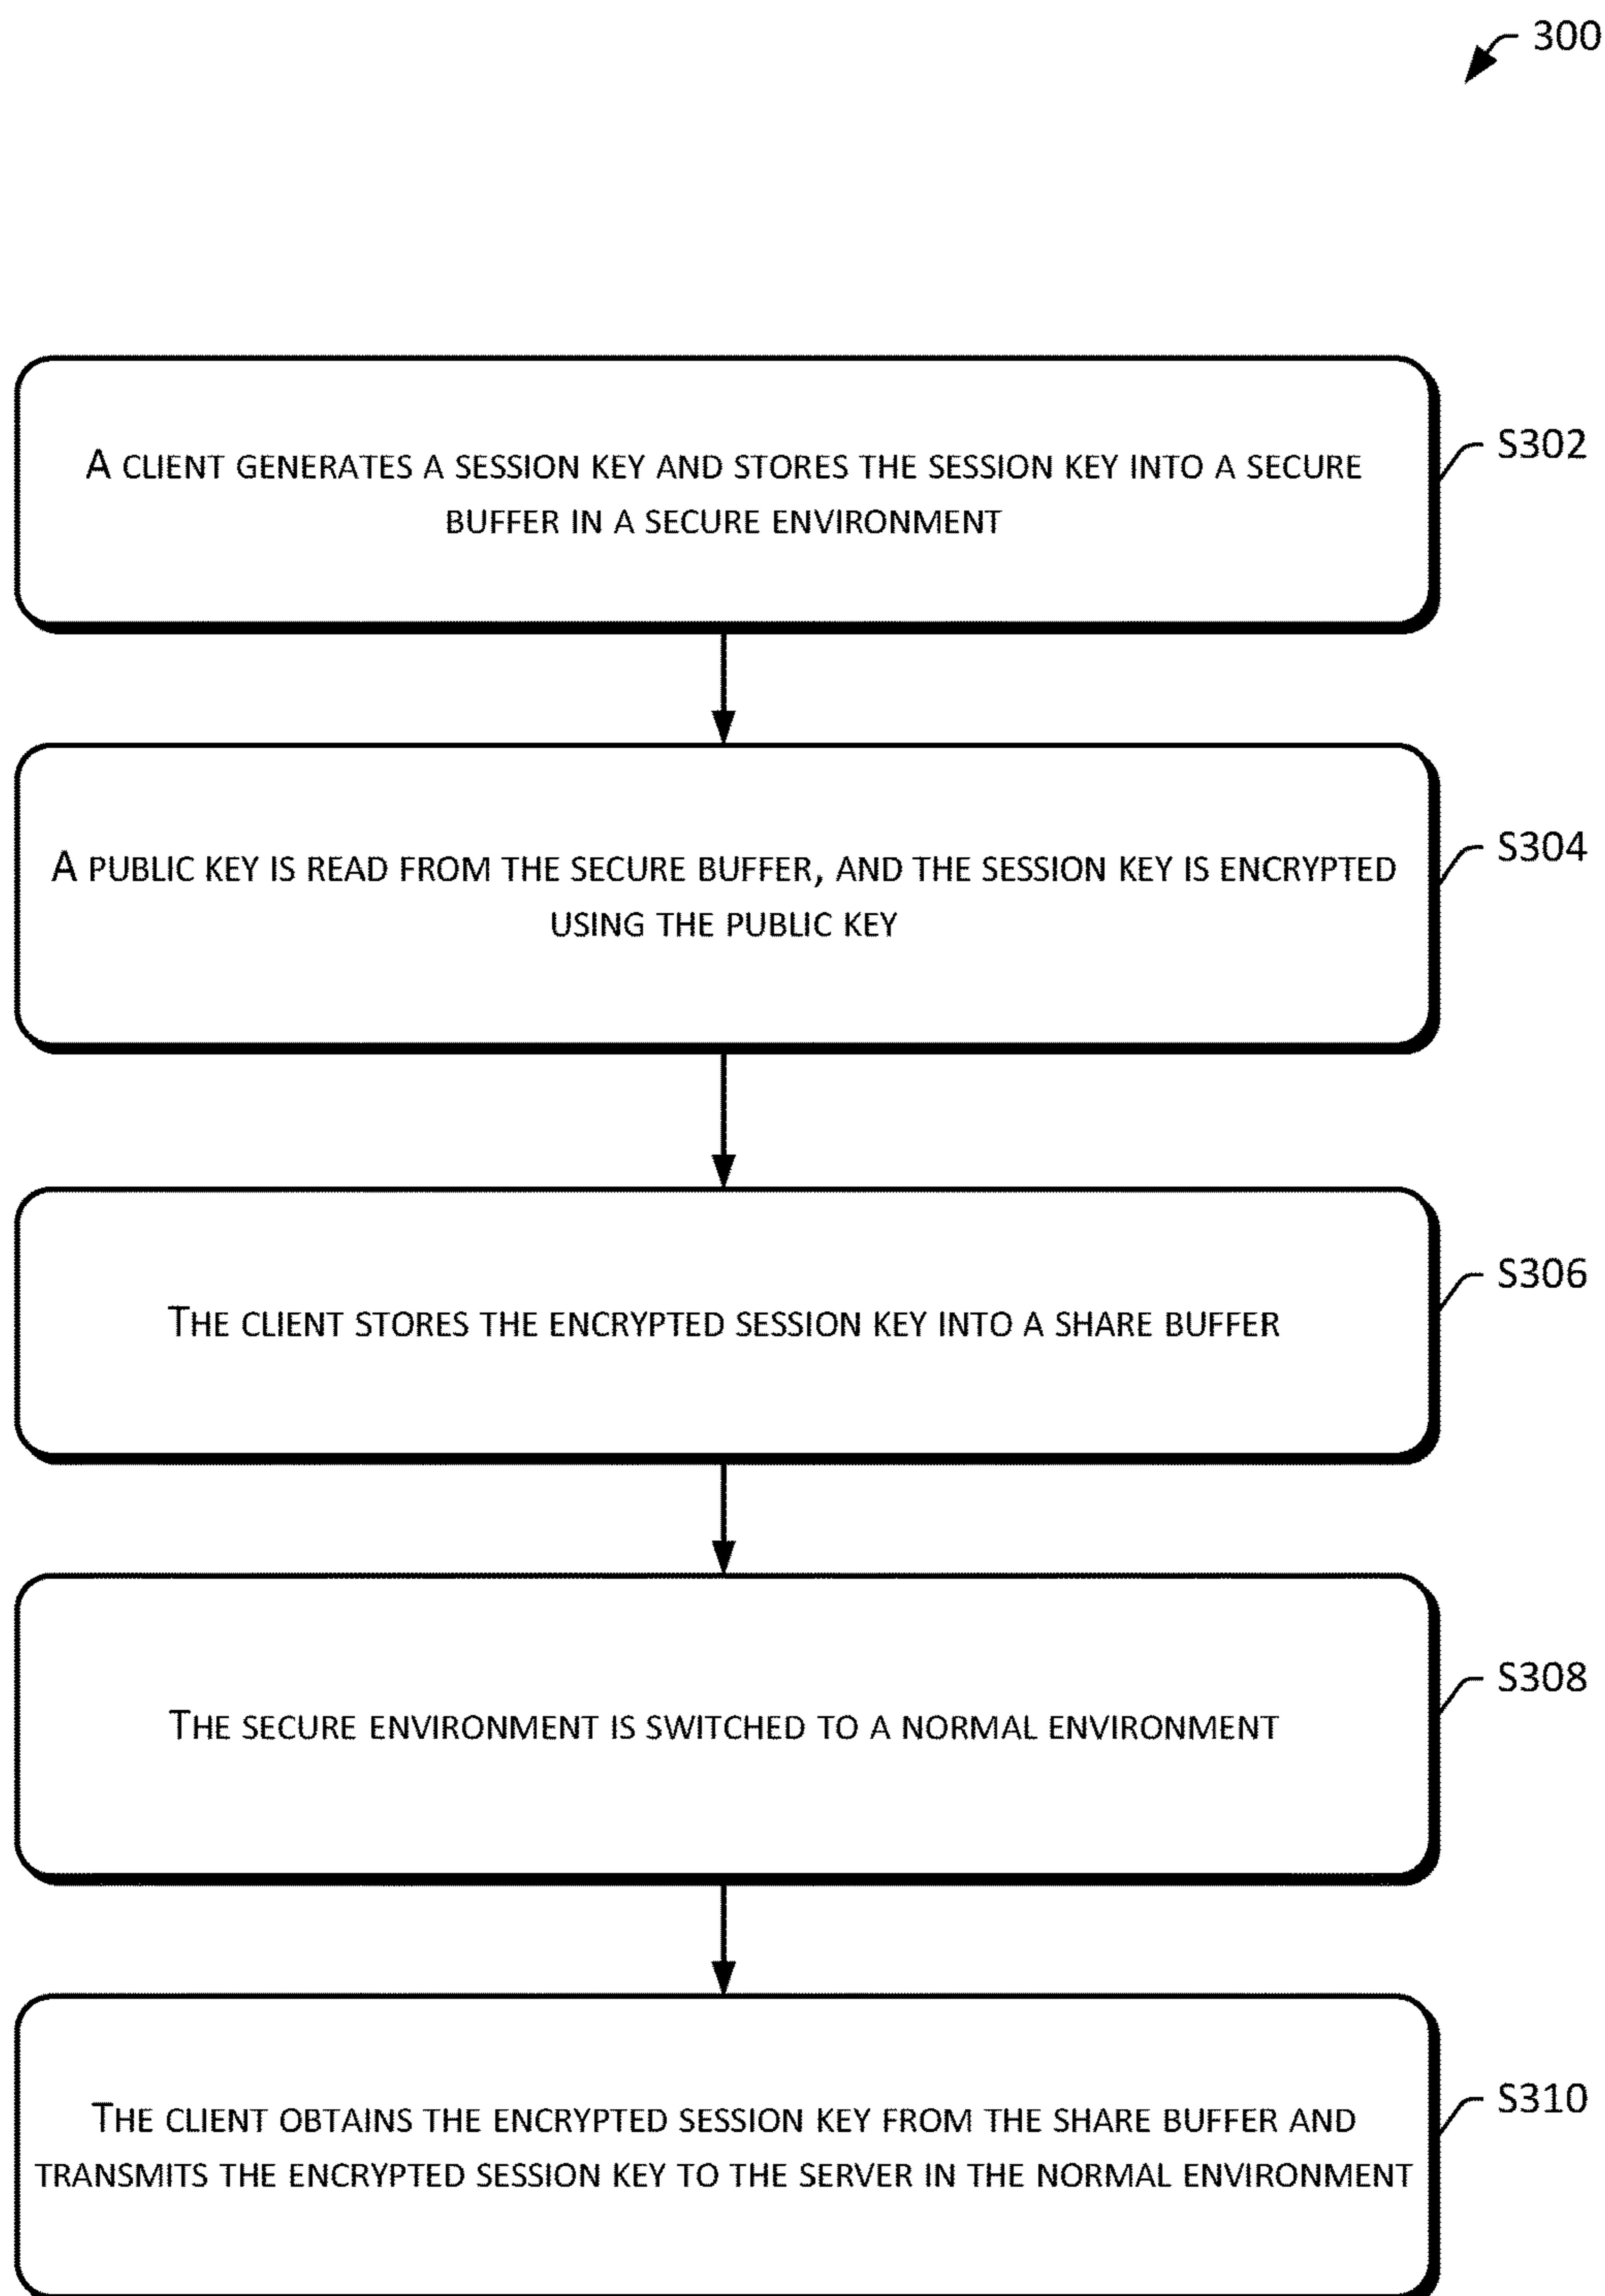 300
A CLIENT GENERATES A SESSION KEY AND STORES THE SESSION KEY INTO A SECURE
BUFFER IN A SECURE ENVIRONMENT
S302
A PUBLIC KEY IS READ FROM THE SECURE BUFFER, AND THE SESSION KEY IS ENCRYPTED
USING THE PUBLIC KEY
S304
THE CLIENT STORES THE ENCRYPTED SESSION KEY INTO A SHARE BUFFER
S306
THE SECURE ENVIRONMENT IS SWITCHED TO A NORMAL ENVIRONMENT
S308
THE CLIENT OBTAINS THE ENCRYPTED SESSION KEY FROM THE SHARE BUFFER AND
TRANSMITS THE ENCRYPTED SESSION KEY TO THE SERVER IN THE NORMAL ENVIRONMENT
S310